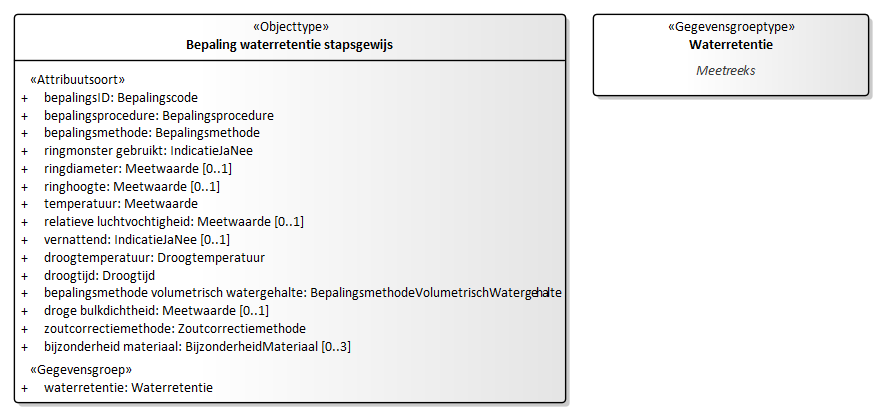 «Objecttype»
Bepaling waterretentie stapsgewijs
«Attribuutsoort»
+ bepalingsID: Bepalingscode
+ bepalingsprocedure: Bepalingsprocedure
+ bepalingsmethode: Bepalingsmethode
+ ringmonster gebruikt: IndicatieJaNee
+ ringdiameter: Meetwaarde [0..1]
+ ringhoogte: Meetwaarde [0..1]
+ temperatuur: Meetwaarde
+ relatieve luchtvochtigheid: Meetwaarde [0..1]
+ vernattend: IndicatieJaNee [0..1]
+ droogtemperatuur: Droogtemperatuur
+ droogtijd: Droogtijd
+ bepalingsmethode volumetrisch watergehalte: BepalingsmethodeVolumetrischWatergehalte
+ droge bulkdichtheid: Meetwaarde [0..1]
+ zoutcorrectiemethode: Zoutcorrectiemethode
+ bijzonderheid materiaal: BijzonderheidMateriaal [0..3]
«Gegevensgroep»
+ waterretentie: Waterretentie
«Gegevensgroeptype»
Waterretentie
Meetreeks